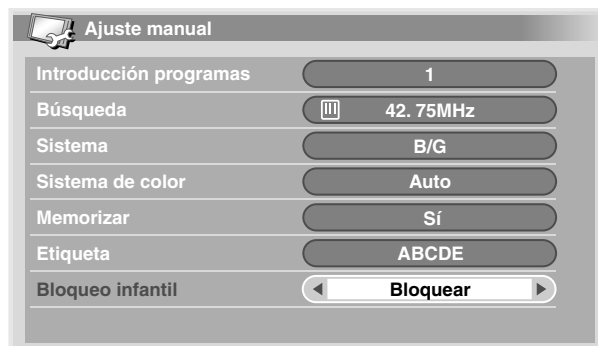 Ajuste manual
Introducción programas 1
Búsqueda 42. 75MHz
Sistema B/G
Sistema de color Auto
Memorizar Sí
Etiqueta ABCDE
Bloqueo infantil Bloquear